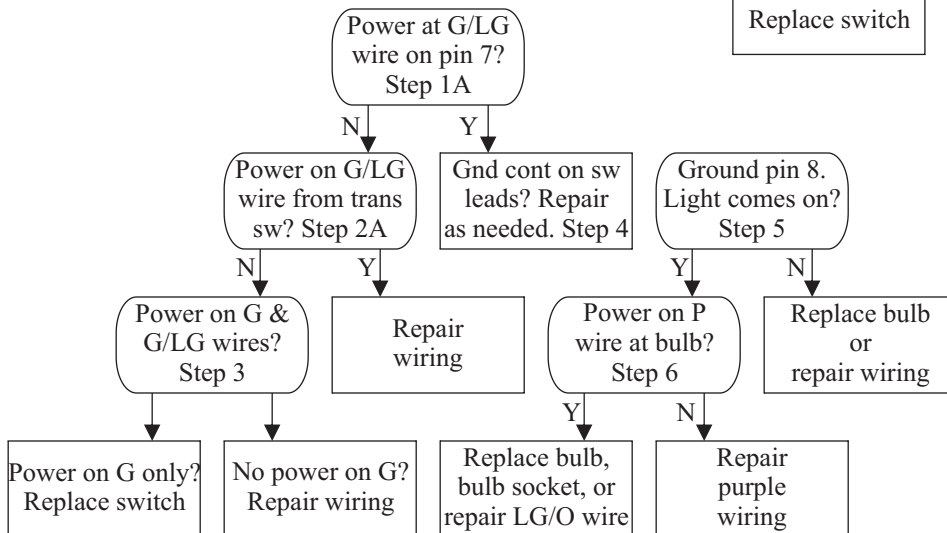 Replace switch
Power at G/LG
wire on pin 7?
Step 1A
N
Y
Power on G/LG
wire from trans
sw? Step 2A
Gnd cont on sw
leads? Repair
as needed. Step 4
Ground pin 8.
Light comes on?
Step 5
N
Y
Y
N
Power on G &
G/LG wires?
Step 3
Repair
wiring
Power on P
wire at bulb?
Step 6
Replace bulb
or
repair wiring
Y
N
Power on G only?
Replace switch
No power on G?
Repair wiring
Replace bulb,
bulb socket, or
repair LG/O wire
Repair
purple
wiring